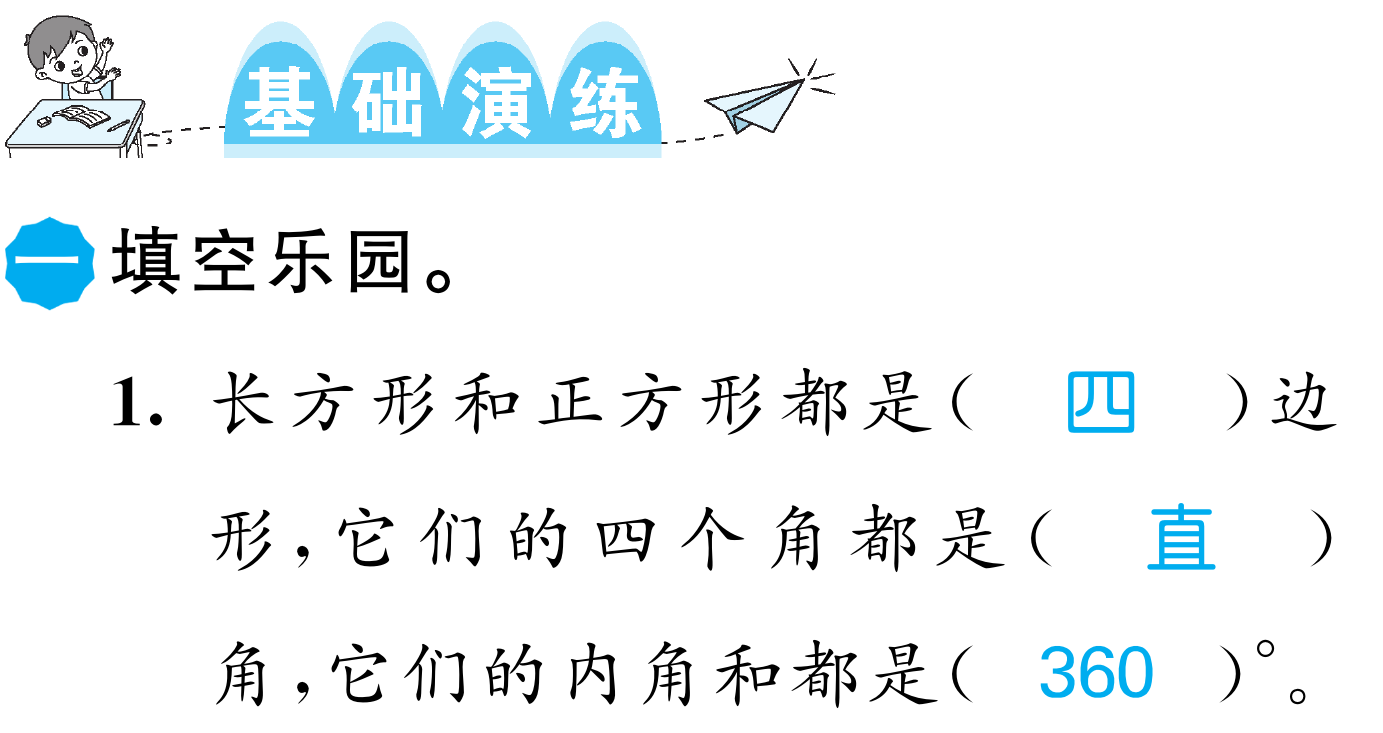 基础演练
一 填空乐园。
1. 长方形和正方形都是( 四 )边
形,它们的四个角都是( 直 )
角,它们的内角和都是( 360 )°。